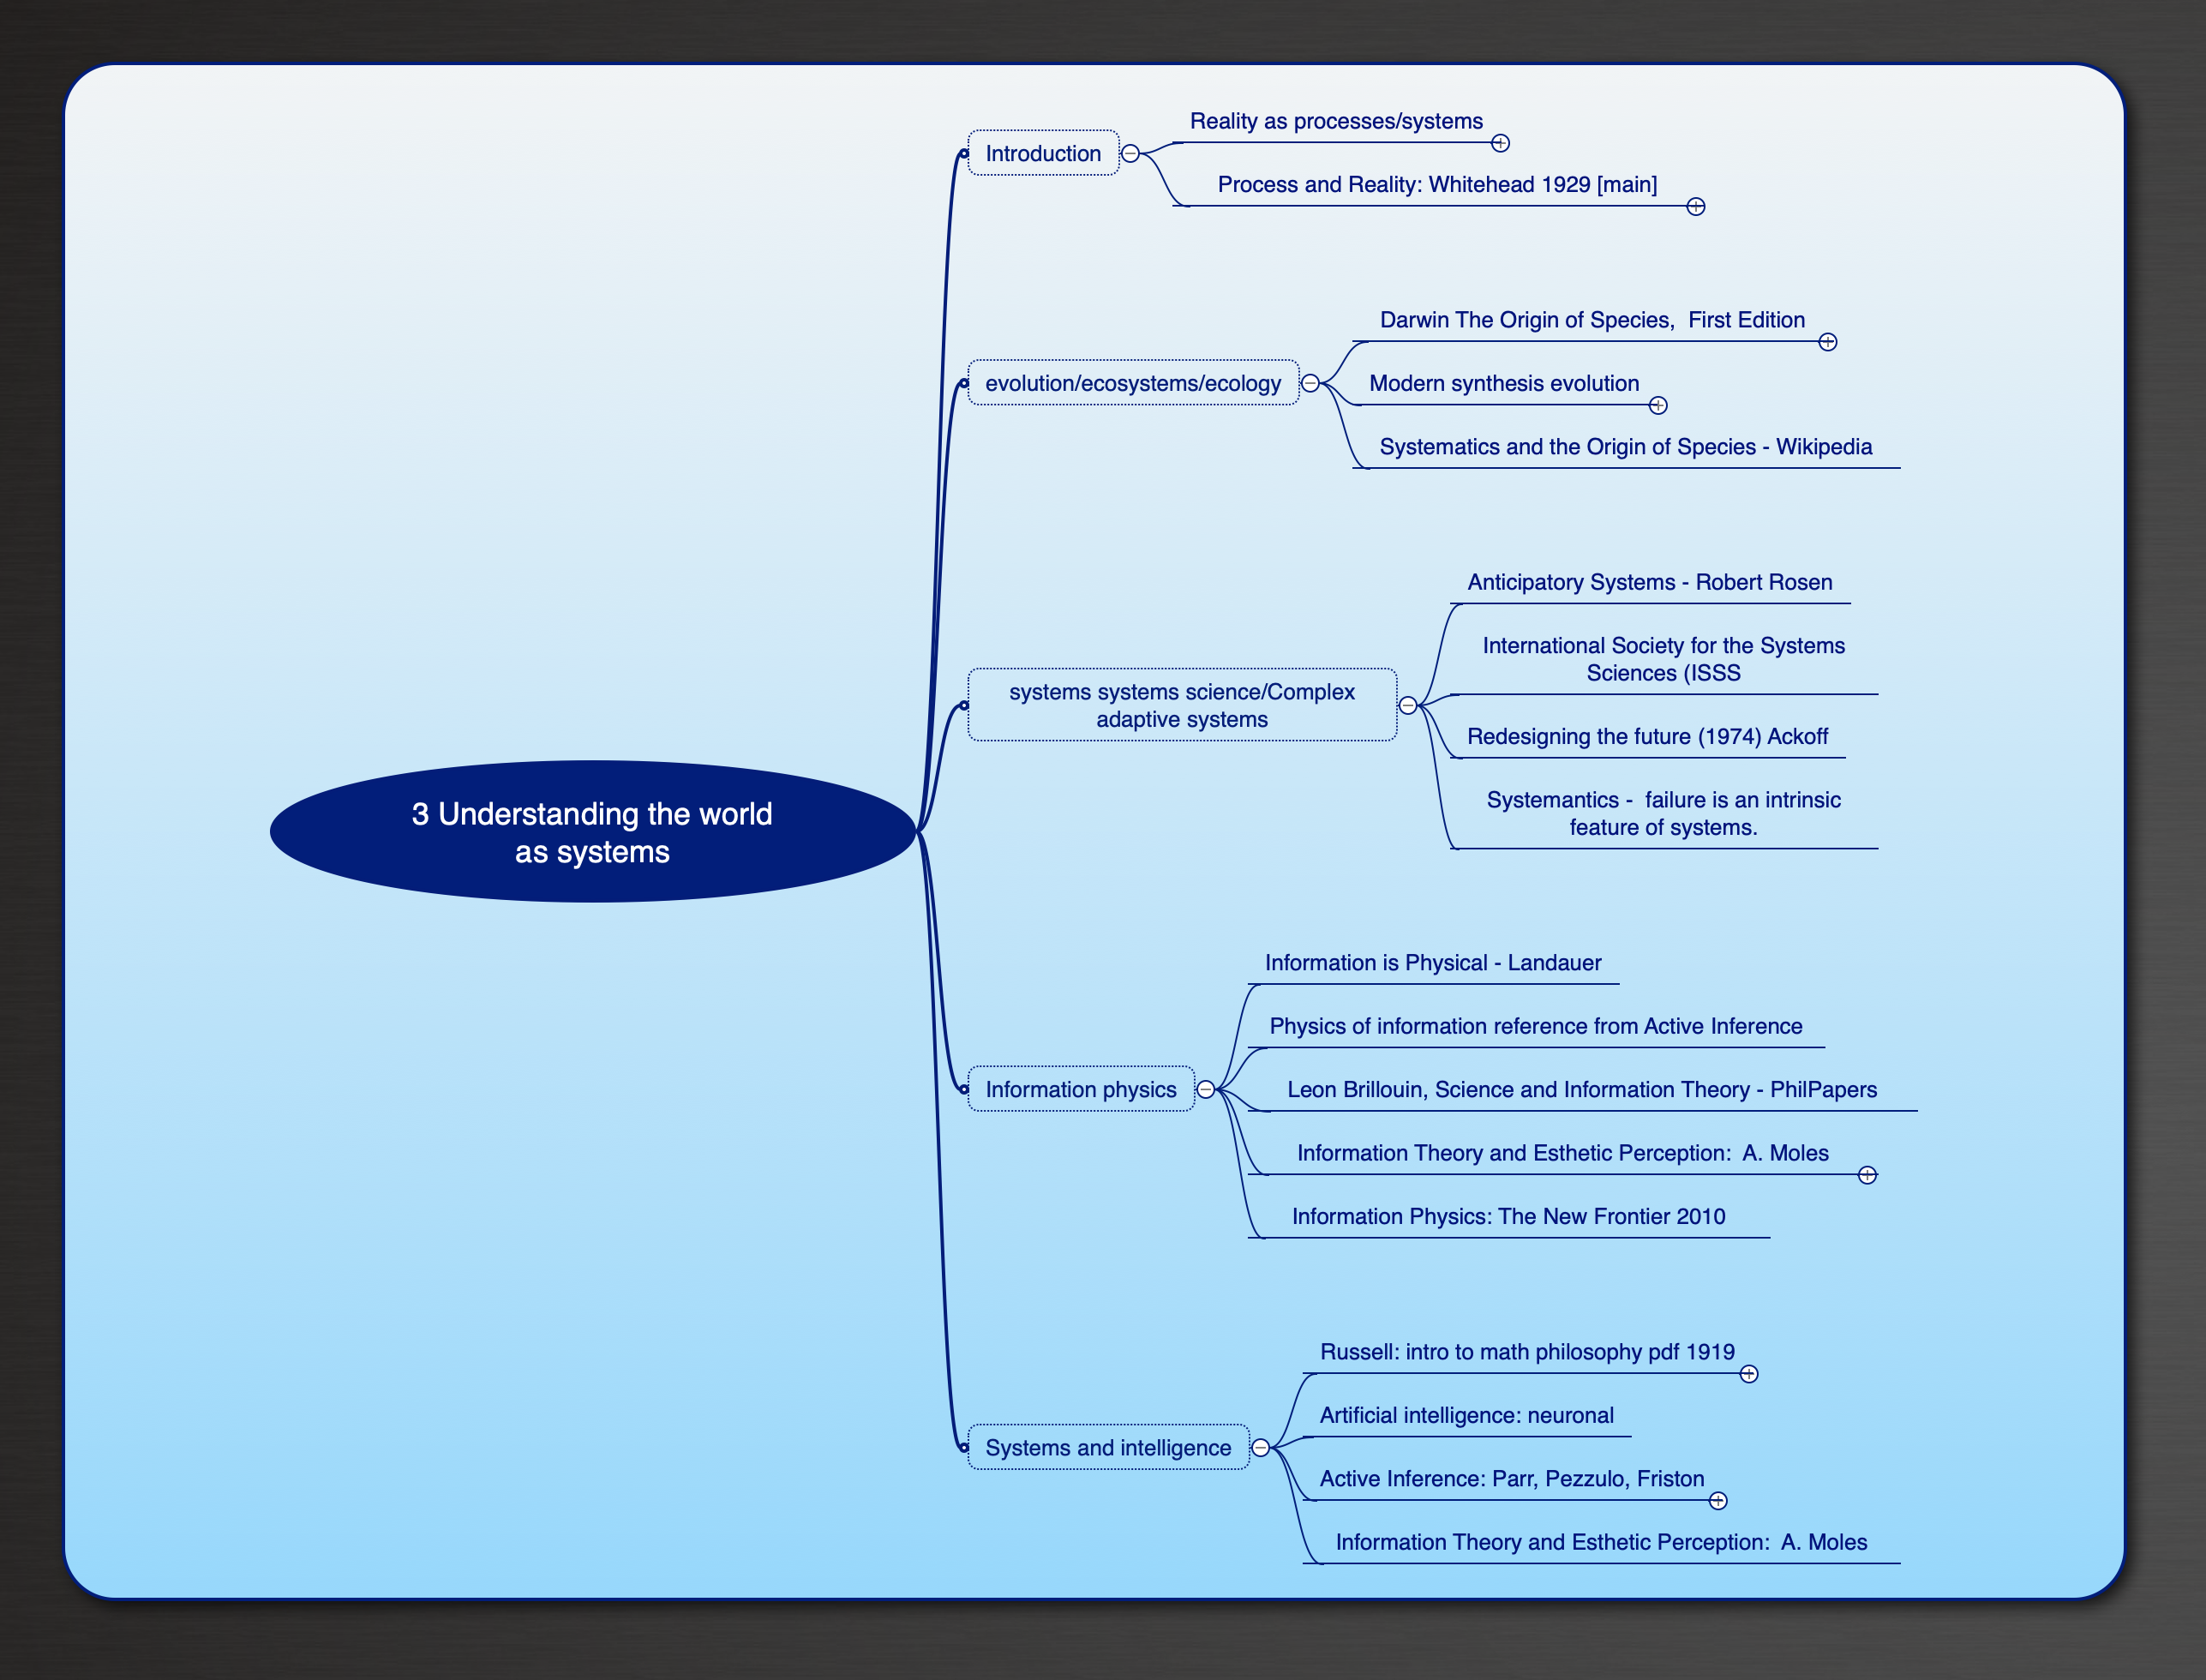 Reality as processes/systems
Introduction
Process and Reality: Whitehead 1929 [main]
Darwin The Origin of Species,  First Edition
evolution/ecosystems/ecology
Modern synthesis evolution
Systematics and the Origin of Species - Wikipedia
Anticipatory Systems - Robert Rosen
International Society for the Systems
Sciences (ISSS
systems systems science/Complex
adaptive systems
Redesigning the future (1974) Ackoff
Systemantics -  failure is an intrinsic
feature of systems.
3 Understanding the world
as systems
Information is Physical - Landauer
Physics of information reference from Active Inference
Information physics
Leon Brillouin, Science and Information Theory - PhilPapers
Information Theory and Esthetic Perception:  A. Moles
Information Physics: The New Frontier 2010
Russell: intro to math philosophy pdf 1919
Artificial intelligence: neuronal
Systems and intelligence
Active Inference: Parr, Pezzulo, Friston
Information Theory and Esthetic Perception:  A. Moles